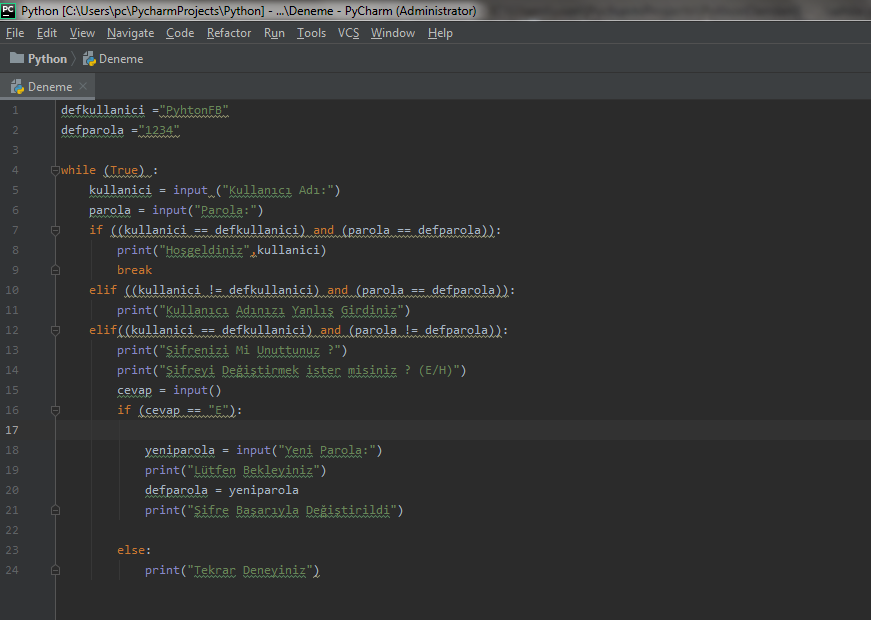 PC Python [C:\Users\pc\PycharmProjects\Python] - ...\Deneme - PyCharm (Administrator)
File Edit View Navigate Code Refactor Run Tools VCS Window Help
Python Deneme
Deneme
1 defkullanici ="PyhtonFB"
2 defparola ="1234"
3
4 while (True) :
5 kullanici = input ("Kullanıcı Adı:")
6 parola = input("Parola:")
7 if ((kullanici == defkullanici) and (parola == defparola)):
8 print("Hoşgeldiniz",kullanici)
9 break
10 elif ((kullanici != defkullanici) and (parola == defparola)):
11 print("Kullanıcı Adınızı Yanlış Girdiniz")
12 elif((kullanici == defkullanici) and (parola != defparola)):
13 print("Şifrenizi Mi Unuttunuz ?")
14 print("Şifreyi Değiştirmek ister misiniz ? (E/H)")
15 cevap = input()
16 if (cevap == "E"):
17
18 yeniparola = input("Yeni Parola:")
19 print("Lütfen Bekleyiniz")
20 defparola = yeniparola
21 print("Şifre Başarıyla Değiştirildi")
22
23 else:
24 print("Tekrar Deneyiniz")